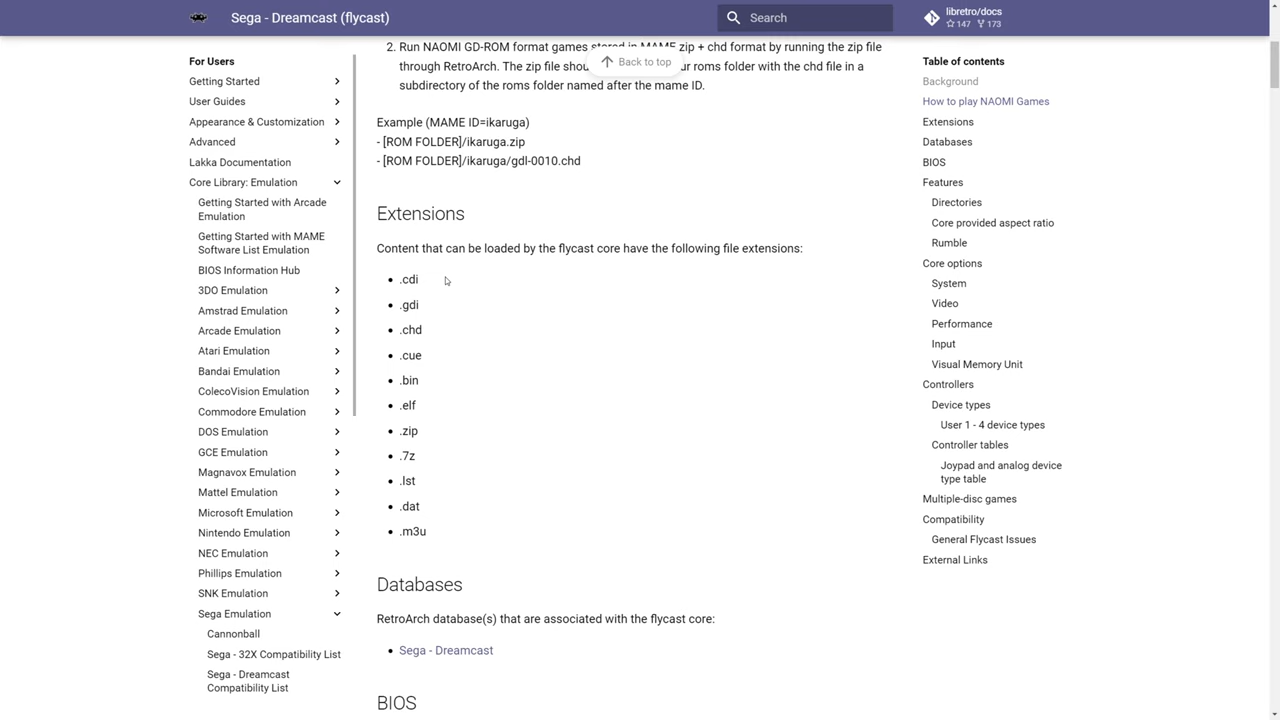 Sega - Dreamcast (flycast)
Search
libretro/docs
147 173
For Users
Getting Started
User Guides
Appearance & Customization
Advanced
Lakka Documentation
Core Library: Emulation
Getting Started with Arcade
Emulation
Getting Started with MAME
Software List Emulation
BIOS Information Hub
3DO Emulation
Amstrad Emulation
Arcade Emulation
Atari Emulation
Bandai Emulation
ColecoVision Emulation
Commodore Emulation
DOS Emulation
GCE Emulation
Magnavox Emulation
Mattel Emulation
Microsoft Emulation
Nintendo Emulation
NEC Emulation
Phillips Emulation
SNK Emulation
Sega Emulation
Cannonball
Sega - 32X Compatibility List
Sega - Dreamcast
Compatibility List
2. Run NAOMI GD-ROM format games stored in MAME zip + chd format by running the zip file
through RetroArch. The zip file shou ur roms folder with the chd file in a
subdirectory of the roms folder named after the mame ID.
Back to top
Example (MAME ID=ikaruga)
- [ROM FOLDER]/ikaruga.zip
- [ROM FOLDER]/ikaruga/gdl-0010.chd
Extensions
Content that can be loaded by the flycast core have the following file extensions:
.cdi
.gdi
.chd
.cue
.bin
.elf
.zip
.7z
.lst
.dat
.m3u
Databases
RetroArch database(s) that are associated with the flycast core:
Sega - Dreamcast
BIOS
Table of contents
Background
How to play NAOMI Games
Extensions
Databases
BIOS
Features
Directories
Core provided aspect ratio
Rumble
Core options
System
Video
Performance
Input
Visual Memory Unit
Controllers
Device types
User 1 - 4 device types
Controller tables
Joypad and analog device
type table
Multiple-disc games
Compatibility
General Flycast Issues
External Links